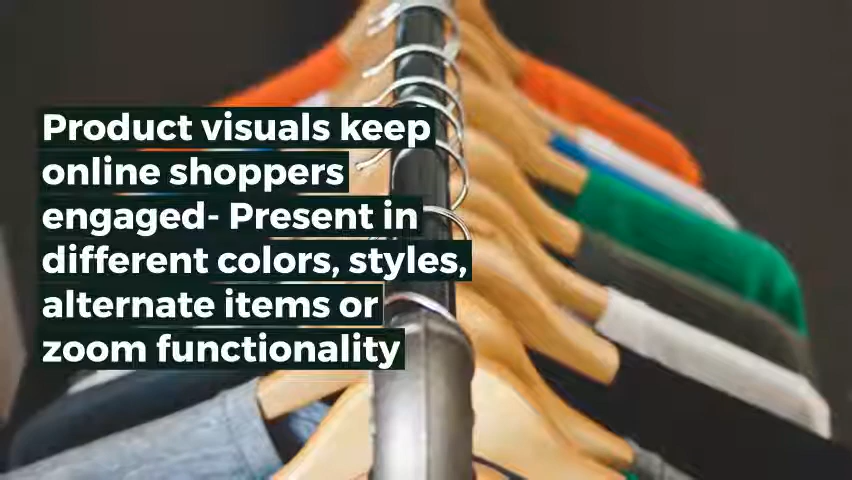 Product visuals keep
online shoppers
engaged- Present in
different colors, styles,
alternate items or
zoom functionality